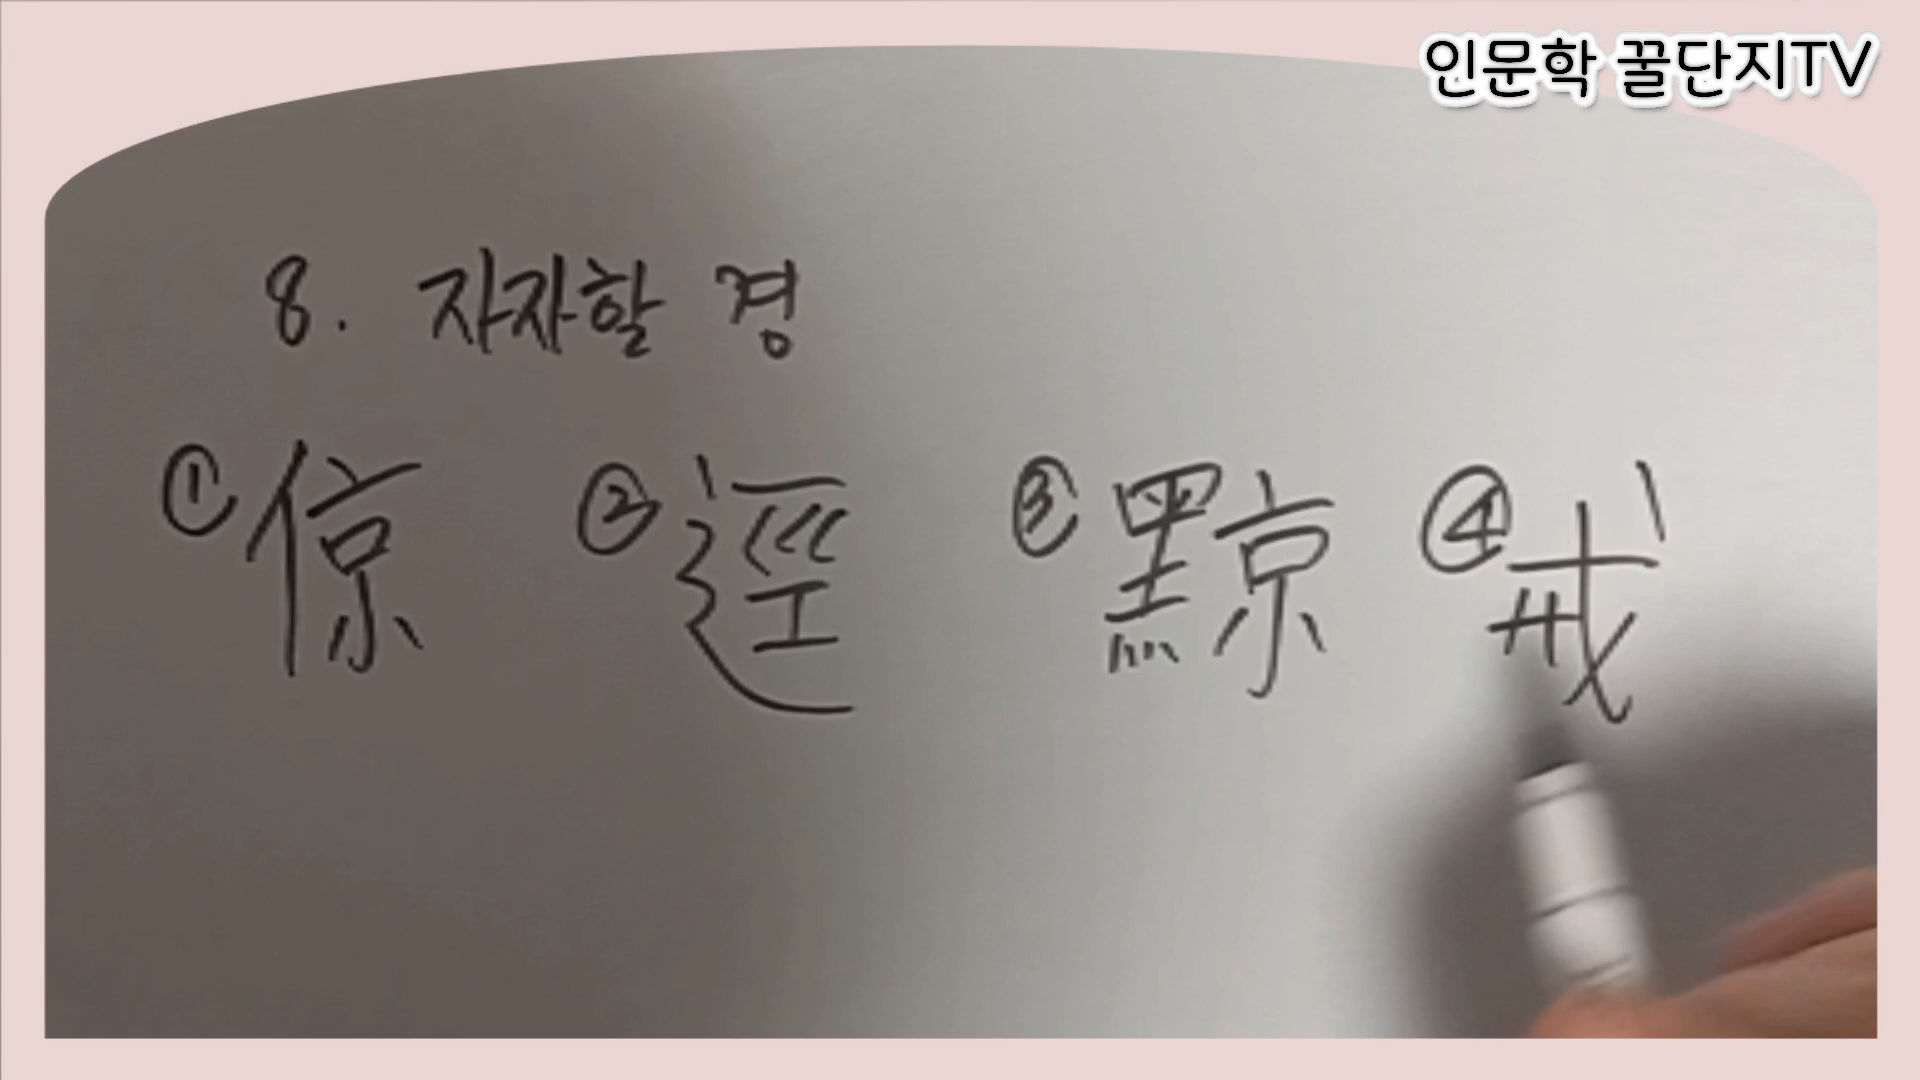 인문학 꿀단지TV
8. 자자할 경
① 倞 ② 逕 ③ 黥 ④ 戒